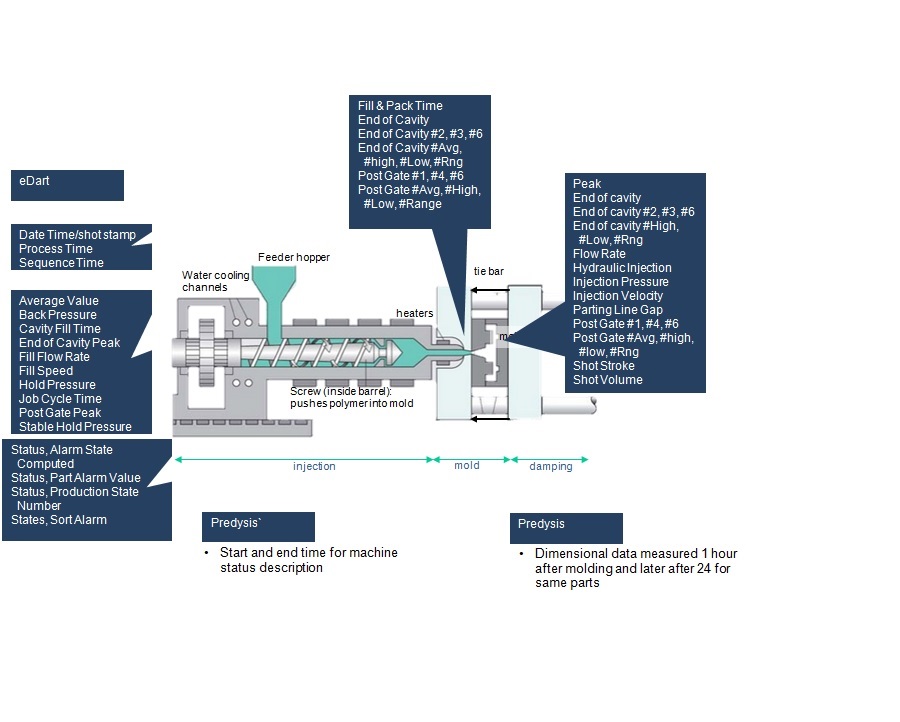 Fill & Pack Time
End of Cavity
End of Cavity #2, #3, #6
End of Cavity #Avg,
#high, #Low, #Rng
Post Gate #1, #4, #6
Post Gate #Avg, #High,
#Low, #Range
eDart
Peak
End of cavity
End of cavity #2, #3, #6
End of cavity #High,
#Low, #Rng
Flow Rate
Hydraulic Injection
Injection Pressure
Injection Velocity
Parting Line Gap
Post Gate #1, #4, #6
Post Gate #Avg, #high,
#low, #Rng
Shot Stroke
Shot Volume
Date Time/shot stamp
Process Time
Sequence Time
Feeder hopper
Water cooling
channels
tie bar
heaters
Average Value
Back Pressure
Cavity Fill Time
End of Cavity Peak
Fill Flow Rate
Fill Speed
Hold Pressure
Job Cycle Time
Post Gate Peak
Stable Hold Pressure
Screw (inside barrel):
pushes polymer into mold
Status, Alarm State
Computed
Status, Part Alarm Value
Status, Production State
Number
States, Sort Alarm
injection
mold
damping
Predysis`
• Start and end time for machine
status description
Predysis
• Dimensional data measured 1 hour
after molding and later after 24 for
same parts